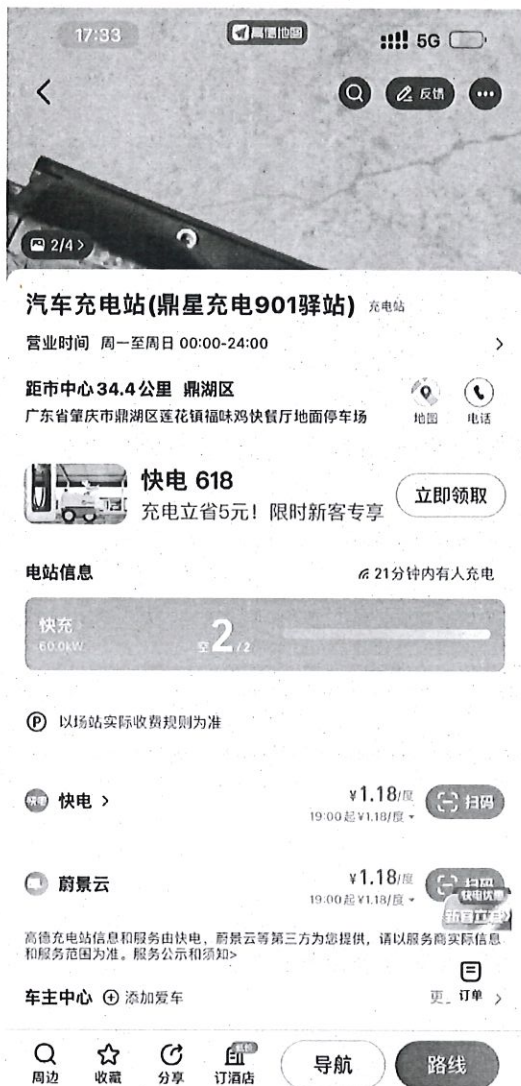 17:33
高德地图
5G
反馈
2/4 >
汽车充电站(鼎星充电901驿站) 充电站
营业时间 周一至周日 00:00-24:00 >
距市中心34.4公里 鼎湖区
广东省肇庆市鼎湖区莲花镇福味鸡快餐厅地面停车场
地图 电话
快电 618
充电立省5元！限时新客专享
立即领取
电站信息
21分钟内有人充电
快充
60.0kW
空2/2
P 以场站实际收费规则为准
快电 快电 >
¥1.18/度
19:00起¥1.18/度
扫码
蔚景云
¥1.18/度
19:00起¥1.18/度
扫码
快电优惠
高德充电站信息和服务由快电、蔚景云等第三方为您提供，请以服务商实际信息
和服务范围为准。服务公示和须知>
车主中心 添加爱车
订单 >
周边 收藏 分享 订酒店
导航
路线